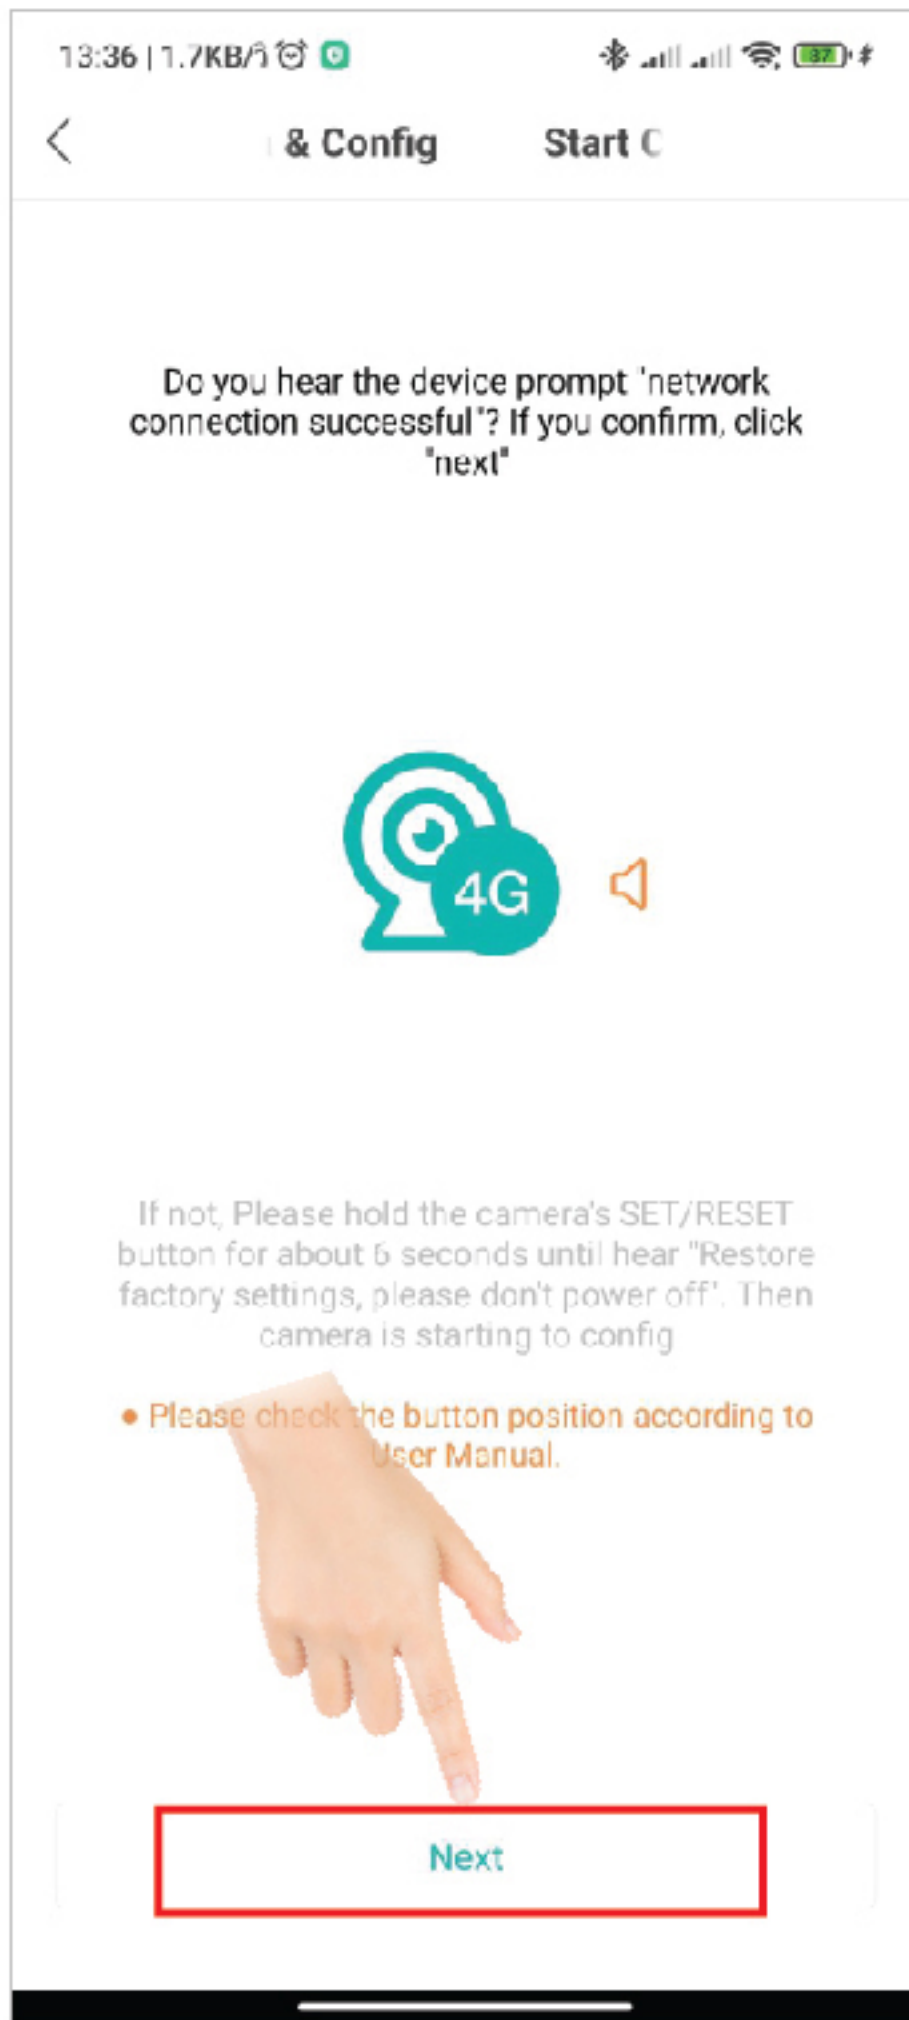 13:36 | 1.7KB/
87
& Config Start
Do you hear the device prompt "network
connection successful"? If you confirm, click
"next"
4G
If not, Please hold the camera's SET/RESET
button for about 6 seconds until hear "Restore
factory settings, please don't power off". Then
camera is starting to config
• Please check the button position according to
User Manual.
Next